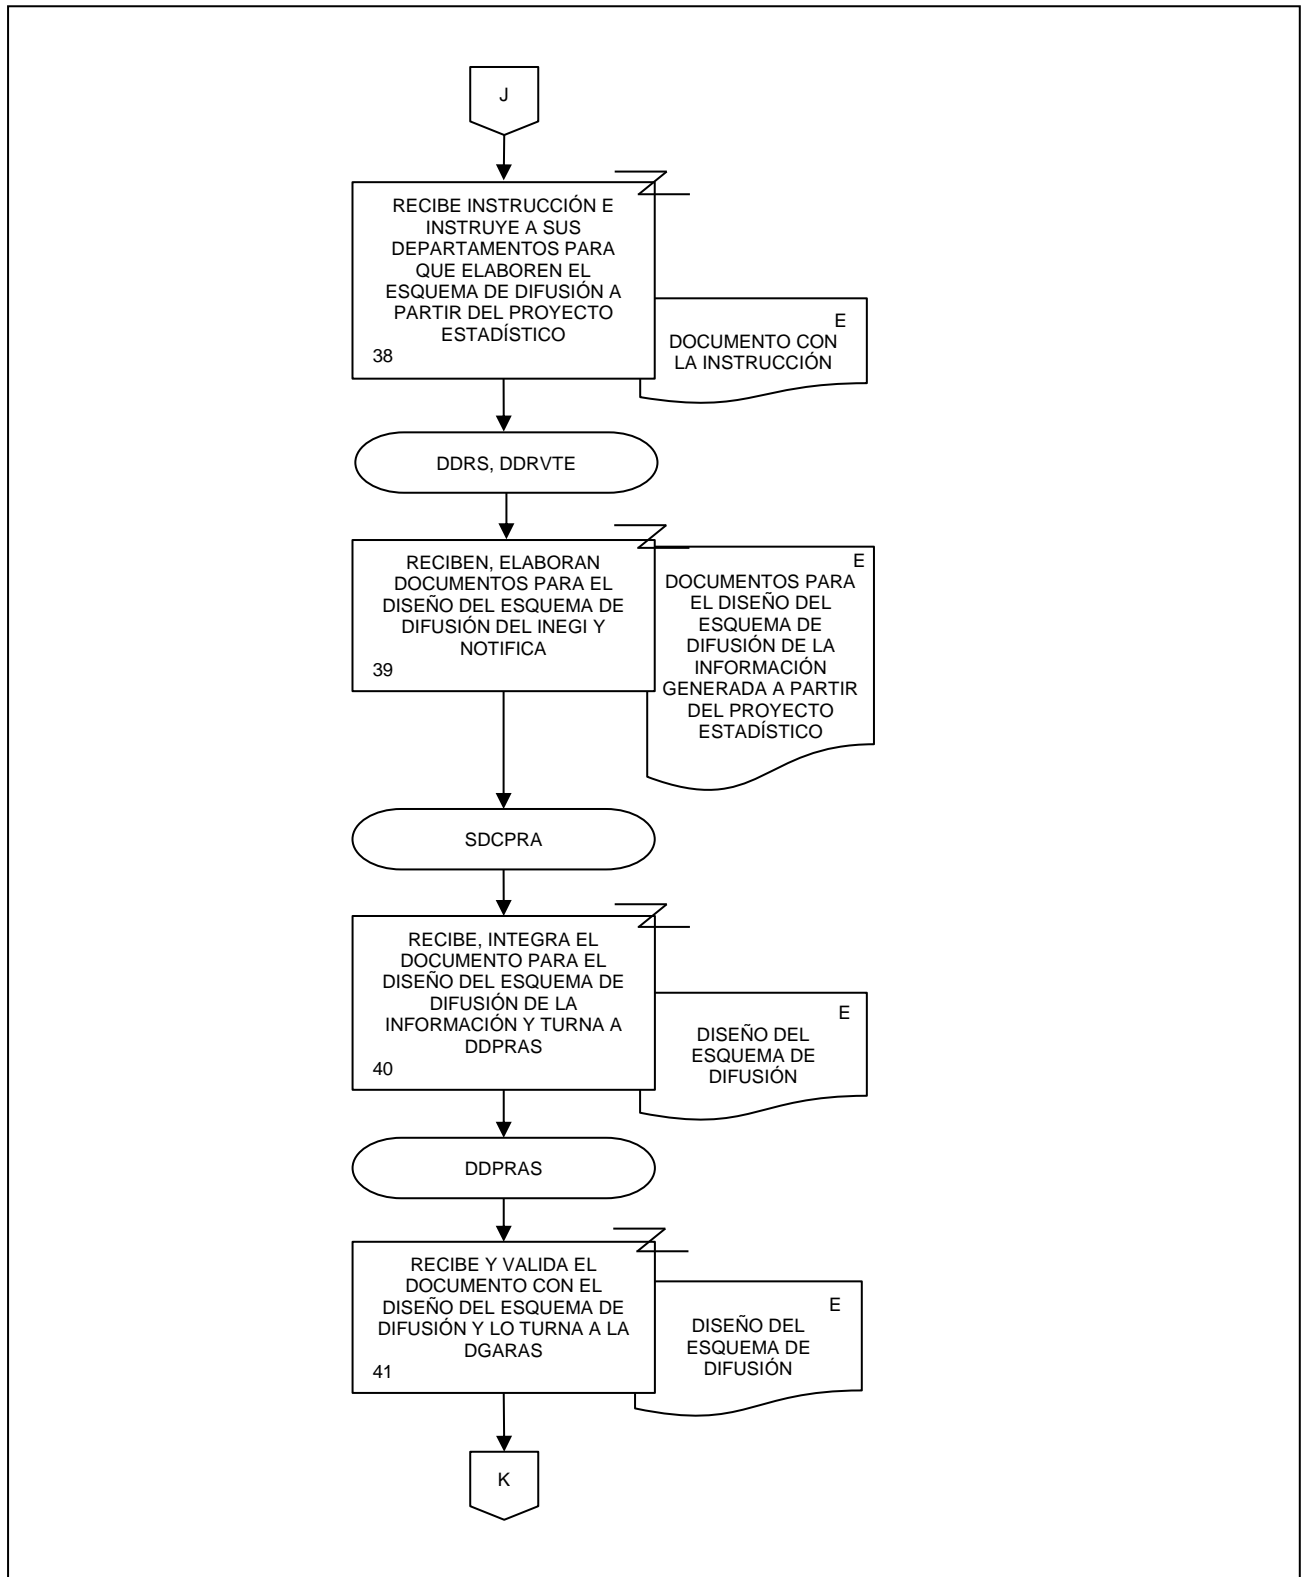 J
RECIBE INSTRUCCIÓN E
INSTRUYE A SUS
DEPARTAMENTOS PARA
QUE ELABOREN EL
ESQUEMA DE DIFUSIÓN A
PARTIR DEL PROYECTO
ESTADÍSTICO
38
E
DOCUMENTO CON
LA INSTRUCCIÓN
DDRS, DDRVTE
RECIBEN, ELABORAN
DOCUMENTOS PARA EL
DISEÑO DEL ESQUEMA DE
DIFUSIÓN DEL INEGI Y
NOTIFICA
39
E
DOCUMENTOS PARA
EL DISEÑO DEL
ESQUEMA DE
DIFUSIÓN DE LA
INFORMACIÓN
GENERADA A PARTIR
DEL PROYECTO
ESTADÍSTICO
SDCPRA
RECIBE, INTEGRA EL
DOCUMENTO PARA EL
DISEÑO DEL ESQUEMA DE
DIFUSIÓN DE LA
INFORMACIÓN Y TURNA A
DDPRAS
40
E
DISEÑO DEL
ESQUEMA DE
DIFUSIÓN
DDPRAS
RECIBE Y VALIDA EL
DOCUMENTO CON EL
DISEÑO DEL ESQUEMA DE
DIFUSIÓN Y LO TURNA A LA
DGARAS
41
E
DISEÑO DEL
ESQUEMA DE
DIFUSIÓN
K